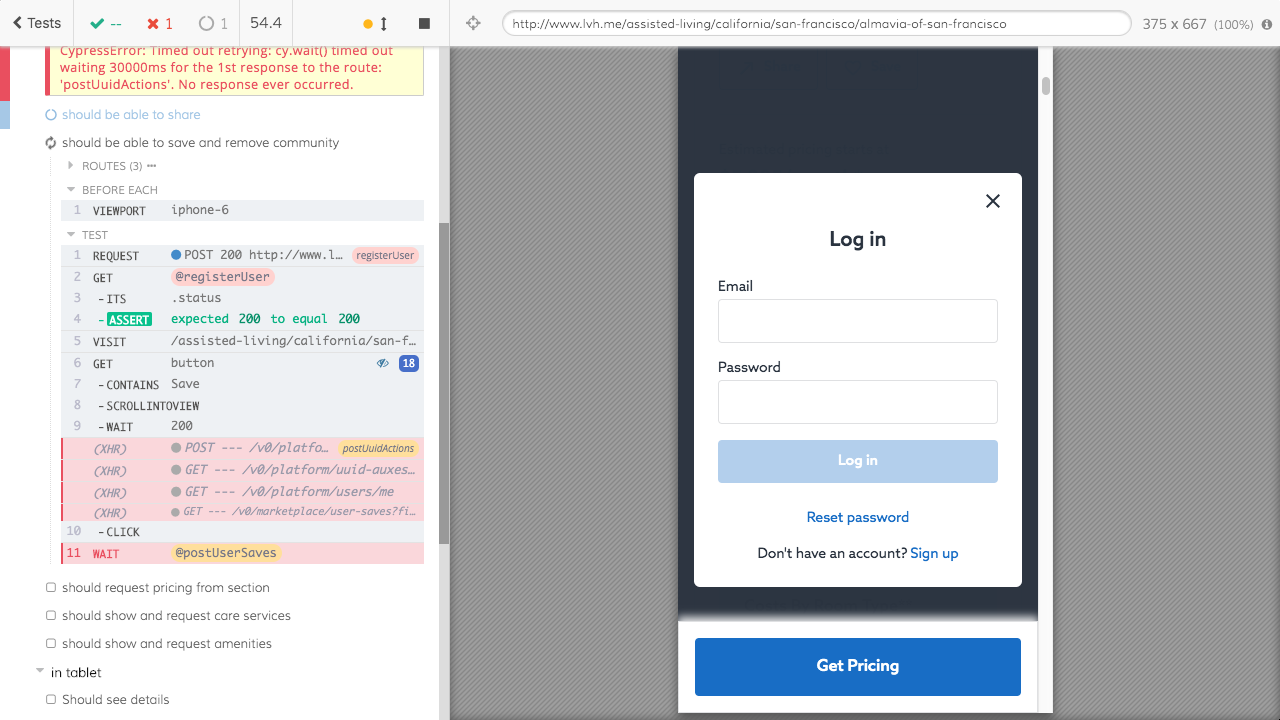 Tests
--
1
1
54.4
http://www.lvh.me/assisted-living/california/san-francisco/almavia-of-san-francisco
375 x 667 (100%)
CypressError: Timed out retrying: cy.wait() timed out
waiting 30000ms for the 1st response to the route:
'postUuidActions'. No response ever occurred.
should be able to share
should be able to save and remove community
ROUTES (3) •••
BEFORE EACH
1 VIEWPORT iphone-6
TEST
1 REQUEST POST 200 http://www.l… registerUser
2 GET @registerUser
3 -ITS .status
4 -ASSERT expected 200 to equal 200
5 VISIT /assisted-living/california/san-f…
6 GET button 18
7 -CONTAINS Save
8 -SCROLLINTOVIEW
9 -WAIT 200
(XHR) POST --- /v0/platfo… postUuidActions
(XHR) GET --- /v0/platform/uuid-auxes…
(XHR) GET --- /v0/platform/users/me
(XHR) GET --- /v0/marketplace/user-saves?fi…
10 -CLICK
11 WAIT @postUserSaves
should request pricing from section
should show and request care services
should show and request amenities
in tablet
Should see details
Log in
Email
Password
Log in
Reset password
Don't have an account? Sign up
Get Pricing